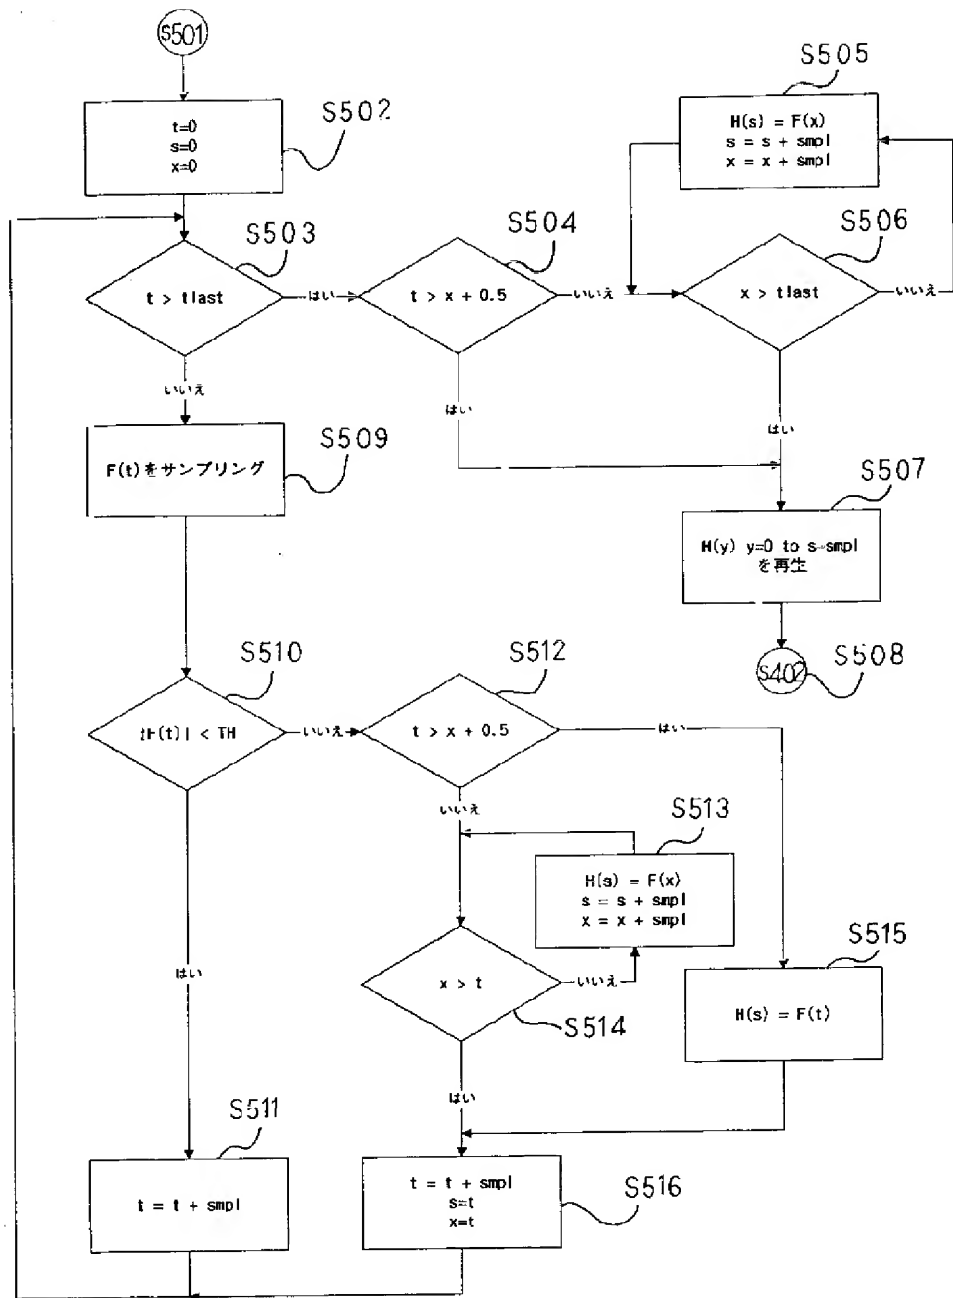 S501
S502
t=0
s=0
x=0
S503
t > tlast
はい
いいえ
S504
t > x + 0.5
いいえ
はい
S505
H(s) = F(x)
s = s + smpl
x = x + smpl
S506
x > tlast
いいえ
はい
S507
H(y) y=0 to s-smpl
を再生
S402
S508
S509
F(t)をサンプリング
S510
|F(t)| < TH
いいえ
はい
S512
t > x + 0.5
はい
いいえ
S513
H(s) = F(x)
s = s + smpl
x = x + smpl
S514
x > t
いいえ
はい
S515
H(s) = F(t)
S511
t = t + smpl
S516
t = t + smpl
s=t
x=t